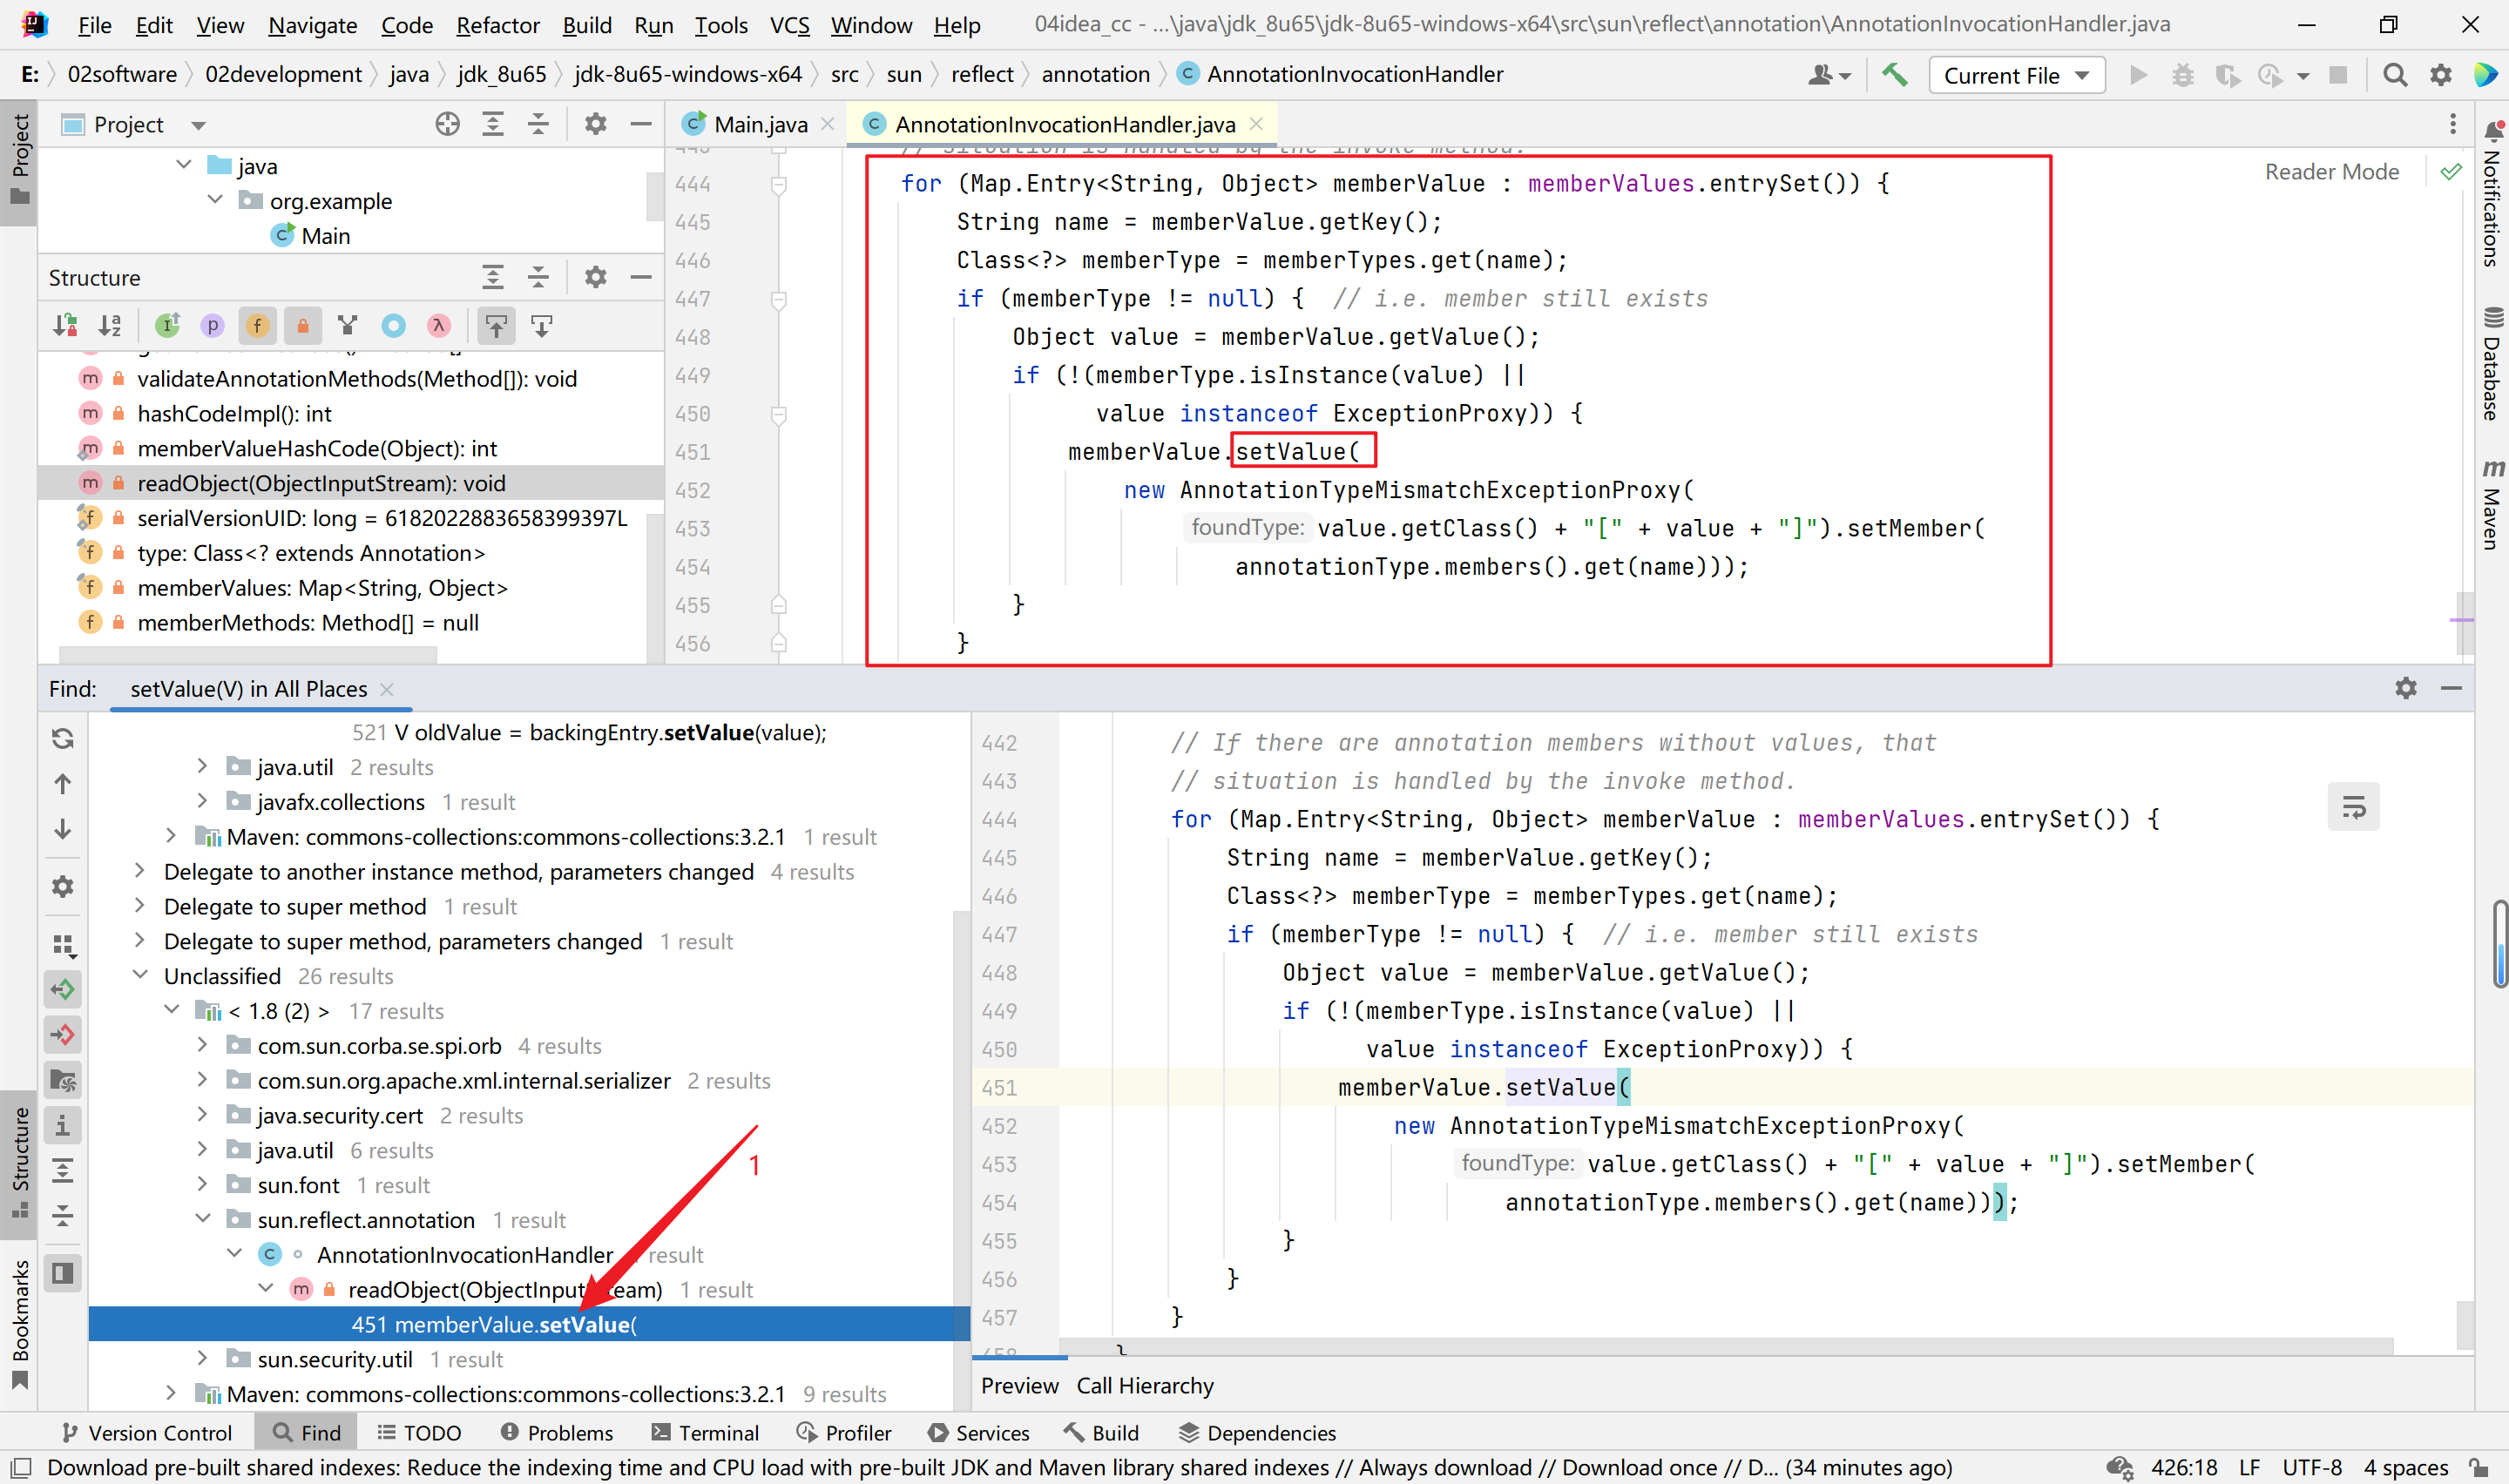 File Edit View Navigate Code Refactor Build Run Tools VCS Window Help 04idea_cc - ...\java\jdk_8u65\jdk-8u65-windows-x64\src\sun\reflect\annotation\AnnotationInvocationHandler.java
E: 02software 02development java jdk_8u65 jdk-8u65-windows-x64 src sun reflect annotation AnnotationInvocationHandler Current File
Project
Project
java
org.example
Main
Structure
validateAnnotationMethods(Method[]): void
hashCodeImpl(): int
memberValueHashCode(Object): int
readObject(ObjectInputStream): void
serialVersionUID: long = 6182022883658399397L
type: Class<? extends Annotation>
memberValues: Map<String, Object>
memberMethods: Method[] = null
Main.java AnnotationInvocationHandler.java
Reader Mode
// situation is handled by the invoke method.
444 for (Map.Entry<String, Object> memberValue : memberValues.entrySet()) {
445 String name = memberValue.getKey();
446 Class<?> memberType = memberTypes.get(name);
447 if (memberType != null) { // i.e. member still exists
448 Object value = memberValue.getValue();
449 if (!(memberType.isInstance(value) ||
450 value instanceof ExceptionProxy)) {
451 memberValue.setValue(
452 new AnnotationTypeMismatchExceptionProxy(
453 foundType: value.getClass() + "[" + value + "]").setMember(
454 annotationType.members().get(name)));
455 }
456 }
Notifications
Database
m Maven
Find: setValue(V) in All Places
521 V oldValue = backingEntry.setValue(value);
java.util 2 results
javafx.collections 1 result
Maven: commons-collections:commons-collections:3.2.1 1 result
Delegate to another instance method, parameters changed 4 results
Delegate to super method 1 result
Delegate to super method, parameters changed 1 result
Unclassified 26 results
< 1.8 (2) > 17 results
com.sun.corba.se.spi.orb 4 results
com.sun.org.apache.xml.internal.serializer 2 results
java.security.cert 2 results
java.util 6 results
sun.font 1 result
sun.reflect.annotation 1 result
AnnotationInvocationHandler result
readObject(ObjectInputStream) 1 result
451 memberValue.setValue(
sun.security.util 1 result
Maven: commons-collections:commons-collections:3.2.1 9 results
1
442 // If there are annotation members without values, that
443 // situation is handled by the invoke method.
444 for (Map.Entry<String, Object> memberValue : memberValues.entrySet()) {
445 String name = memberValue.getKey();
446 Class<?> memberType = memberTypes.get(name);
447 if (memberType != null) { // i.e. member still exists
448 Object value = memberValue.getValue();
449 if (!(memberType.isInstance(value) ||
450 value instanceof ExceptionProxy)) {
451 memberValue.setValue(
452 new AnnotationTypeMismatchExceptionProxy(
453 foundType: value.getClass() + "[" + value + "]").setMember(
454 annotationType.members().get(name)));
455 }
456 }
457 }
458 }
Preview Call Hierarchy
Structure
Bookmarks
Version Control Find TODO Problems Terminal Profiler Services Build Dependencies
Download pre-built shared indexes: Reduce the indexing time and CPU load with pre-built JDK and Maven library shared indexes // Always download // Download once // D... (34 minutes ago) 426:18 LF UTF-8 4 spaces